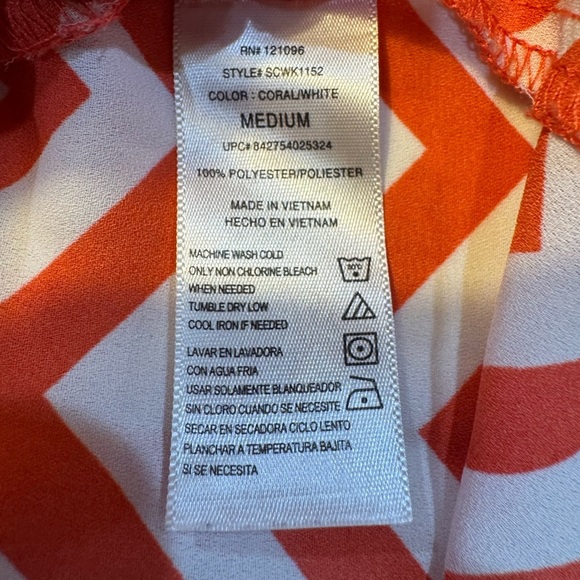 RN# 121096
STYLE# SCWK1152
COLOR : CORAL/WHITE
MEDIUM
UPC# 842754025324
100% POLYESTER/POLIESTER
MADE IN VIETNAM
HECHO EN VIETNAM
MACHINE WASH COLD
ONLY NON CHLORINE BLEACH
WHEN NEEDED
TUMBLE DRY LOW
COOL IRON IF NEEDED
30°C
LAVAR EN LAVADORA
CON AGUA FRIA
USAR SOLAMENTE BLANQUEADOR
SIN CLORO CUANDO SE NECESITE
SECAR EN SECADORA CICLO LENTO
PLANCHAR A TEMPERATURA BAJITA
SI SE NECESITA